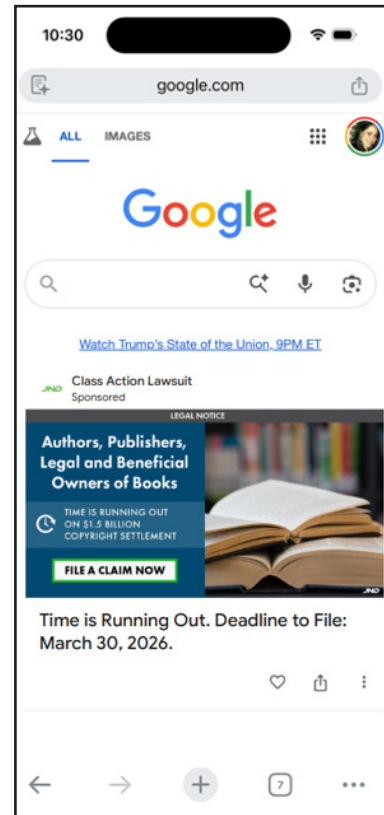 10:30
google.com
ALL IMAGES
Google
Watch Trump's State of the Union, 9PM ET
JND Class Action Lawsuit
Sponsored
LEGAL NOTICE
Authors, Publishers,
Legal and Beneficial
Owners of Books
TIME IS RUNNING OUT
ON $1.5 BILLION
COPYRIGHT SETTLEMENT
FILE A CLAIM NOW
JND
Time is Running Out. Deadline to File:
March 30, 2026.
7